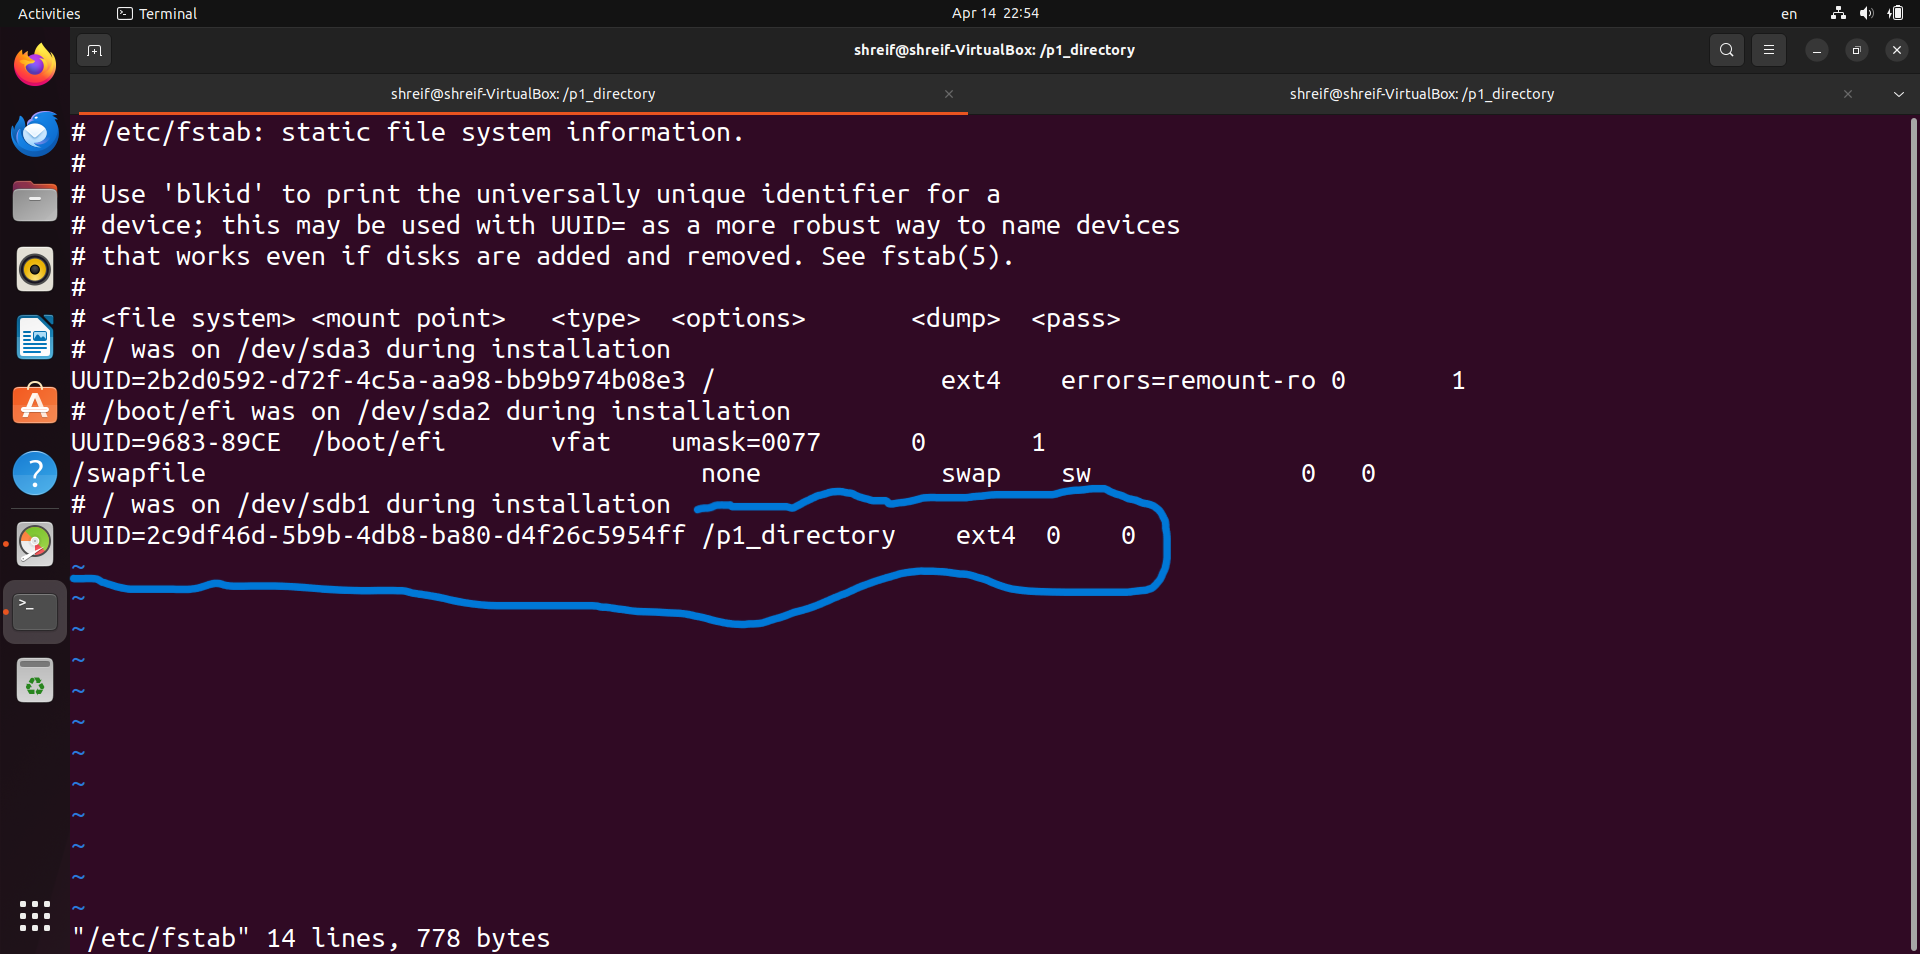 Activities Terminal Apr 14 22:54 en
shreif@shreif-VirtualBox: /p1_directory
shreif@shreif-VirtualBox: /p1_directory shreif@shreif-VirtualBox: /p1_directory
# /etc/fstab: static file system information.
#
# Use 'blkid' to print the universally unique identifier for a
# device; this may be used with UUID= as a more robust way to name devices
# that works even if disks are added and removed. See fstab(5).
#
# <file system> <mount point>   <type>  <options>       <dump>  <pass>
# / was on /dev/sda3 during installation
UUID=2b2d0592-d72f-4c5a-aa98-bb9b974b08e3 /               ext4    errors=remount-ro 0       1
# /boot/efi was on /dev/sda2 during installation
UUID=9683-89CE  /boot/efi       vfat    umask=0077      0       1
/swapfile                                 none            swap    sw              0   0
# / was on /dev/sdb1 during installation
UUID=2c9df46d-5b9b-4db8-ba80-d4f26c5954ff /p1_directory    ext4  0    0
~
~
~
~
~
~
~
~
~
~
~
~
"/etc/fstab" 14 lines, 778 bytes